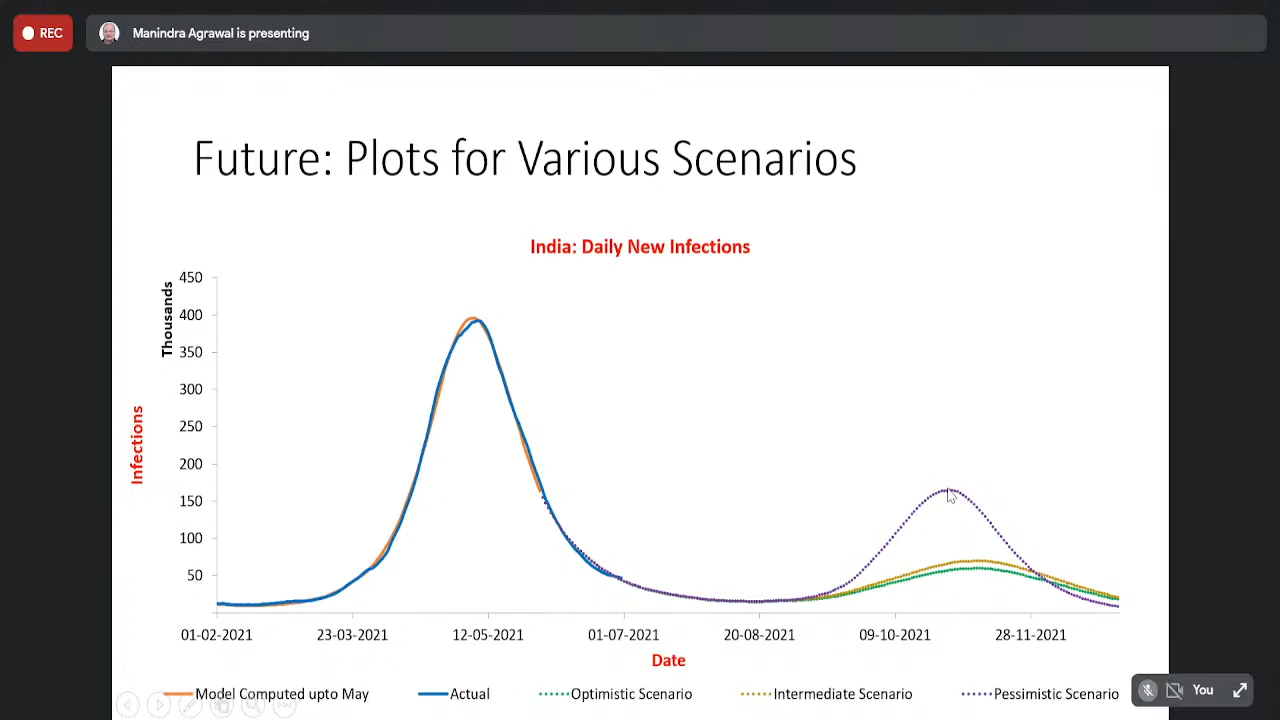 REC
Manindra Agrawal is presenting
Future: Plots for Various Scenarios
India: Daily New Infections
Thousands
Infections
450
400
350
300
250
200
150
100
50
01-02-2021 23-03-2021 12-05-2021 01-07-2021 20-08-2021 09-10-2021 28-11-2021
Date
Model Computed upto May Actual Optimistic Scenario Intermediate Scenario Pessimistic Scenario
You